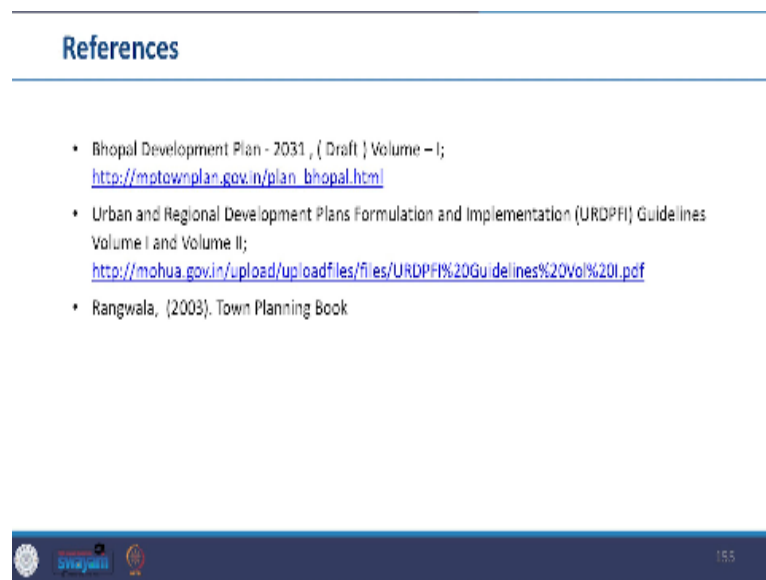 References
• Bhopal Development Plan - 2031 , ( Draft ) Volume – I;
http://mptownplan.gov.in/plan_bhopal.html
• Urban and Regional Development Plans Formulation and Implementation (URDPFI) Guidelines
Volume I and Volume II;
http://mohua.gov.in/upload/uploadfiles/files/URDPFI%20Guidelines%20Vol%20I.pdf
• Rangwala, (2003). Town Planning Book
swayam